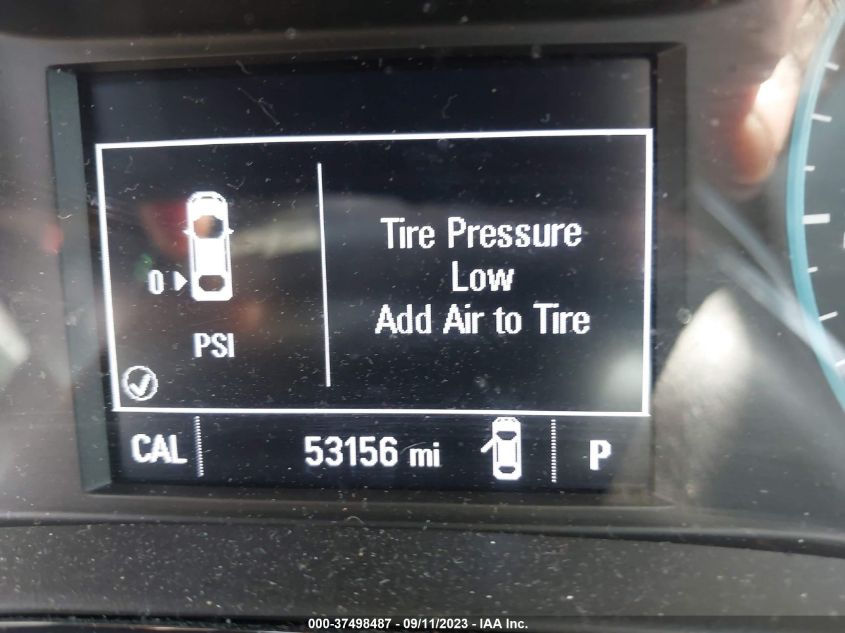 Tire Pressure
Low
Add Air to Tire
0
PSI
CAL
53156 mi
P
000-37498487 - 09/11/2023 - IAA Inc.